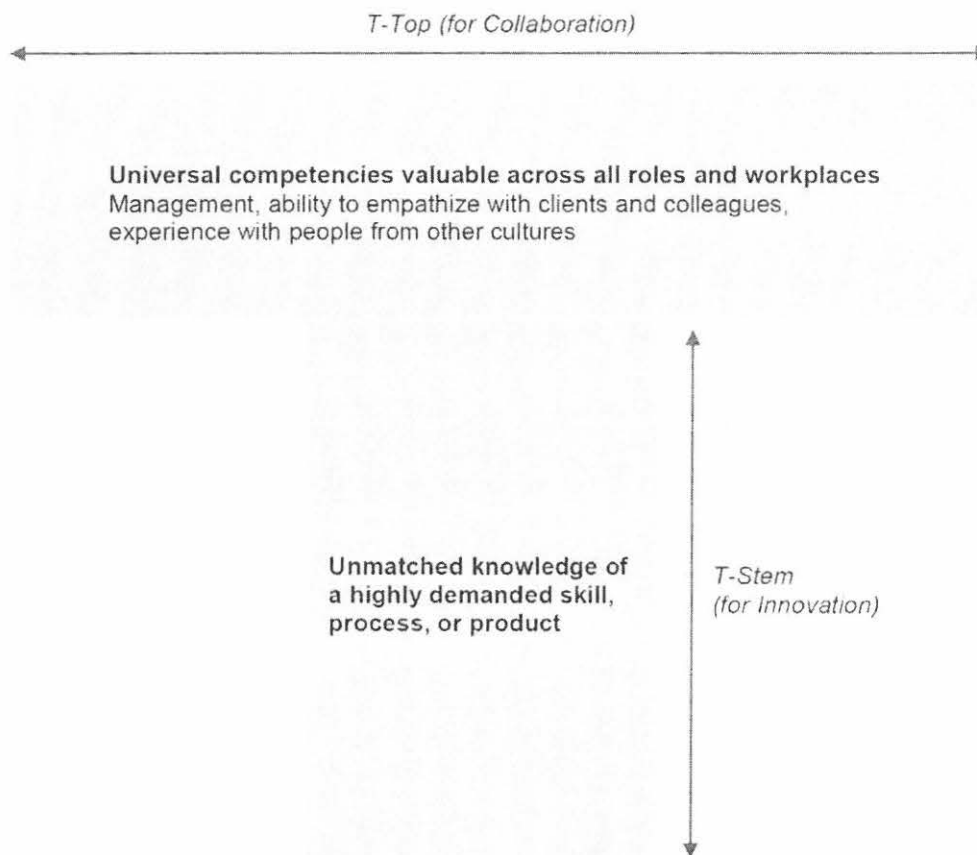 T-Top (for Collaboration)
Universal competencies valuable across all roles and workplaces
Management, ability to empathize with clients and colleagues,
experience with people from other cultures
Unmatched knowledge of
a highly demanded skill,
process, or product
T-Stem
(for Innovation)